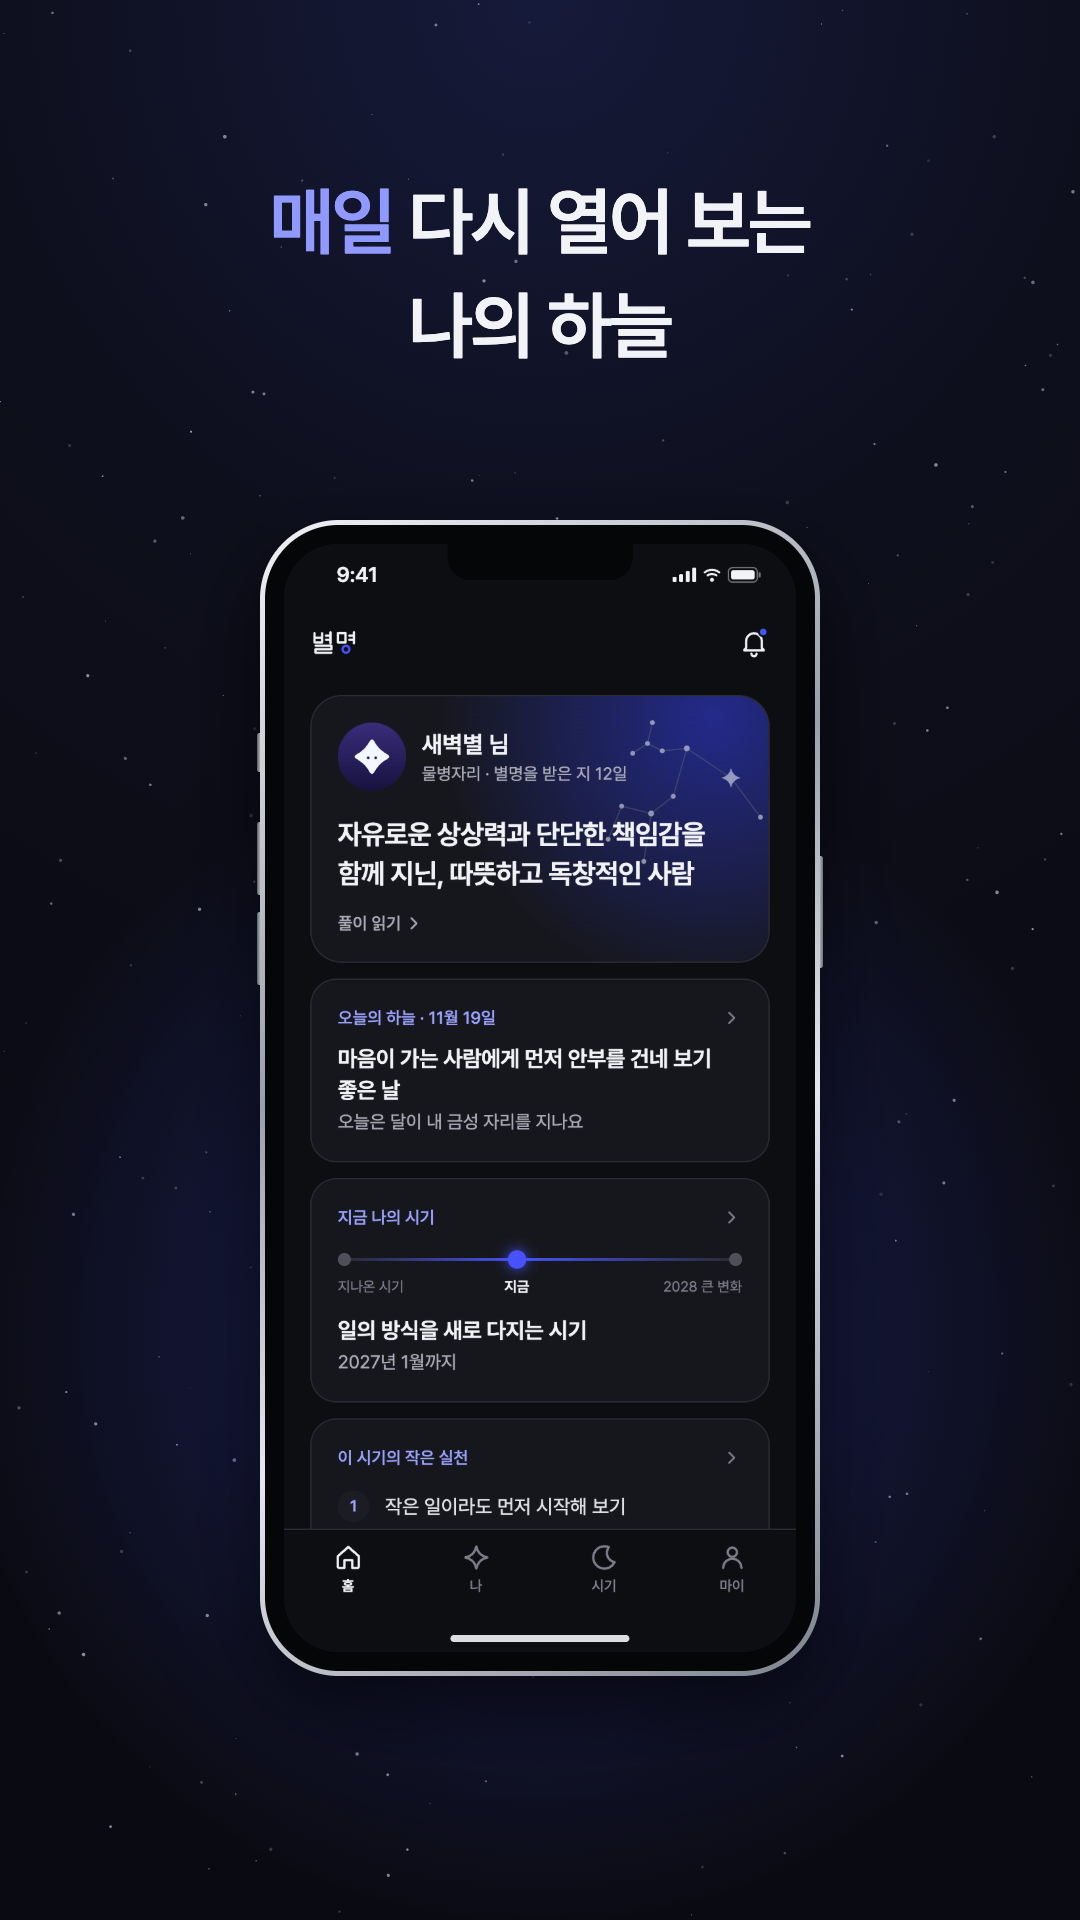 매일 다시 열어 보는
나의 하늘
9:41
별명
새벽별 님
물병자리 · 별명을 받은 지 12일
자유로운 상상력과 단단한 책임감을
함께 지닌, 따뜻하고 독창적인 사람
풀이 읽기
오늘의 하늘 · 11월 19일
마음이 가는 사람에게 먼저 안부를 건네 보기
좋은 날
오늘은 달이 내 금성 자리를 지나요
지금 나의 시기
지나온 시기 지금 2028 큰 변화
일의 방식을 새로 다지는 시기
2027년 1월까지
이 시기의 작은 실천
1 작은 일이라도 먼저 시작해 보기
홈 나 시기 마이